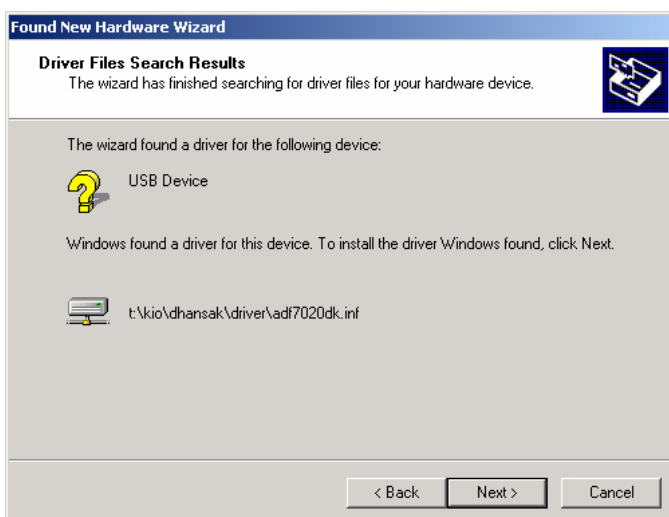 Found New Hardware Wizard
Driver Files Search Results
The wizard has finished searching for driver files for your hardware device.
The wizard found a driver for the following device:
USB Device
Windows found a driver for this device. To install the driver Windows found, click Next.
t:\kio\dhansak\driver\adf7020dk.inf
< Back Next > Cancel